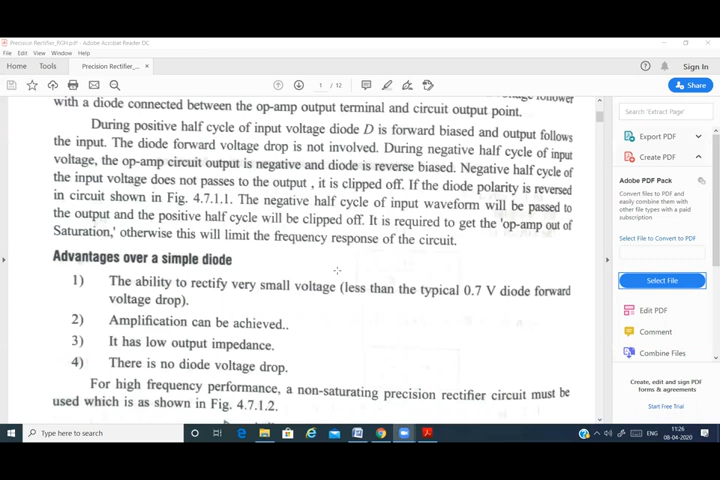 Precision Rectifier_RGH.pdf - Adobe Acrobat Reader DC
File Edit View Window Help
Home Tools Precision Rectifier_... × Sign In
1 / 12 Share
with a diode connected between the op-amp output terminal and circuit output point.
During positive half cycle of input voltage diode D is forward biased and output follows
the input. The diode forward voltage drop is not involved. During negative half cycle of input
voltage, the op-amp circuit output is negative and diode is reverse biased. Negative half cycle of
the input voltage does not passes to the output , it is clipped off. If the diode polarity is reversed
in circuit shown in Fig. 4.7.1.1. The negative half cycle of input waveform will be passed to
the output and the positive half cycle will be clipped off. It is required to get the 'op-amp out of
Saturation,' otherwise this will limit the frequency response of the circuit.
Advantages over a simple diode
1) The ability to rectify very small voltage (less than the typical 0.7 V diode forward
voltage drop).
2) Amplification can be achieved..
3) It has low output impedance.
4) There is no diode voltage drop.
For high frequency performance, a non-saturating precision rectifier circuit must be
used which is as shown in Fig. 4.7.1.2.
Search 'Extract Page'
Export PDF
Create PDF
Adobe PDF Pack
Convert PDFs to Word or Excel and
easily combine them with
other file types with a paid
subscription
Select File to Convert to PDF
Select File
Edit PDF
Comment
Combine Files
Create, edit and sign PDF
forms & agreements
Start Free Trial
Type here to search
ENG
11:26
08-04-2020